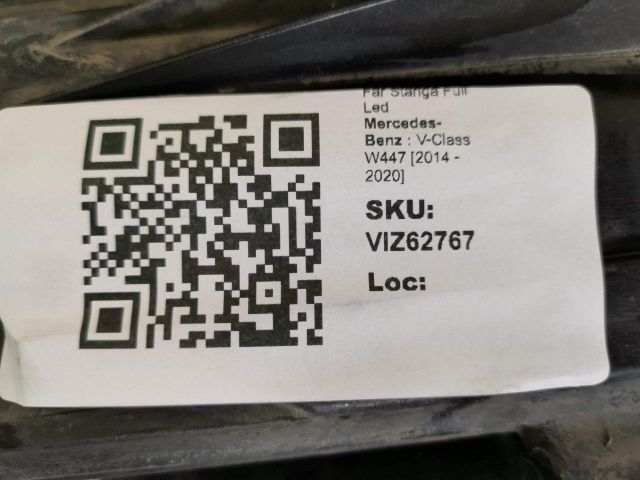 Far Stanga Full
Led
Mercedes-
Benz : V-Class
W447 [2014 -
2020]
SKU:
VIZ62767
Loc: